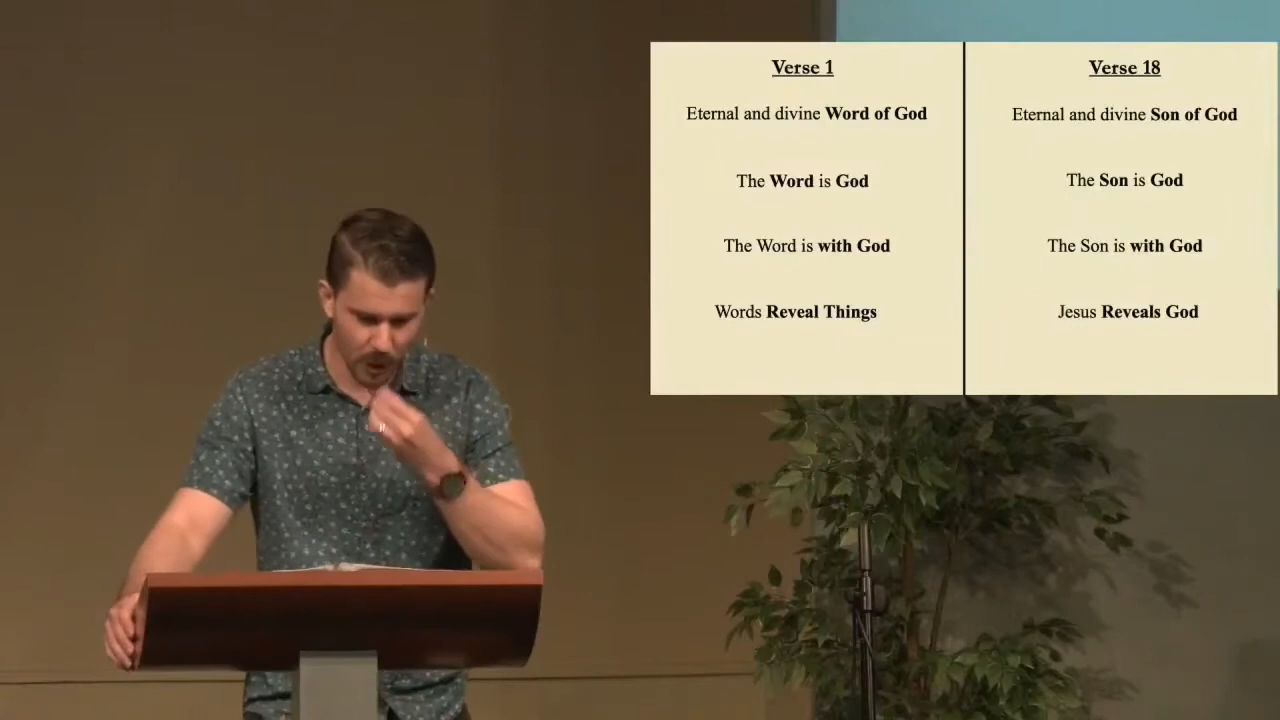 Verse 1
Eternal and divine Word of God
The Word is God
The Word is with God
Words Reveal Things
Verse 18
Eternal and divine Son of God
The Son is God
The Son is with God
Jesus Reveals God